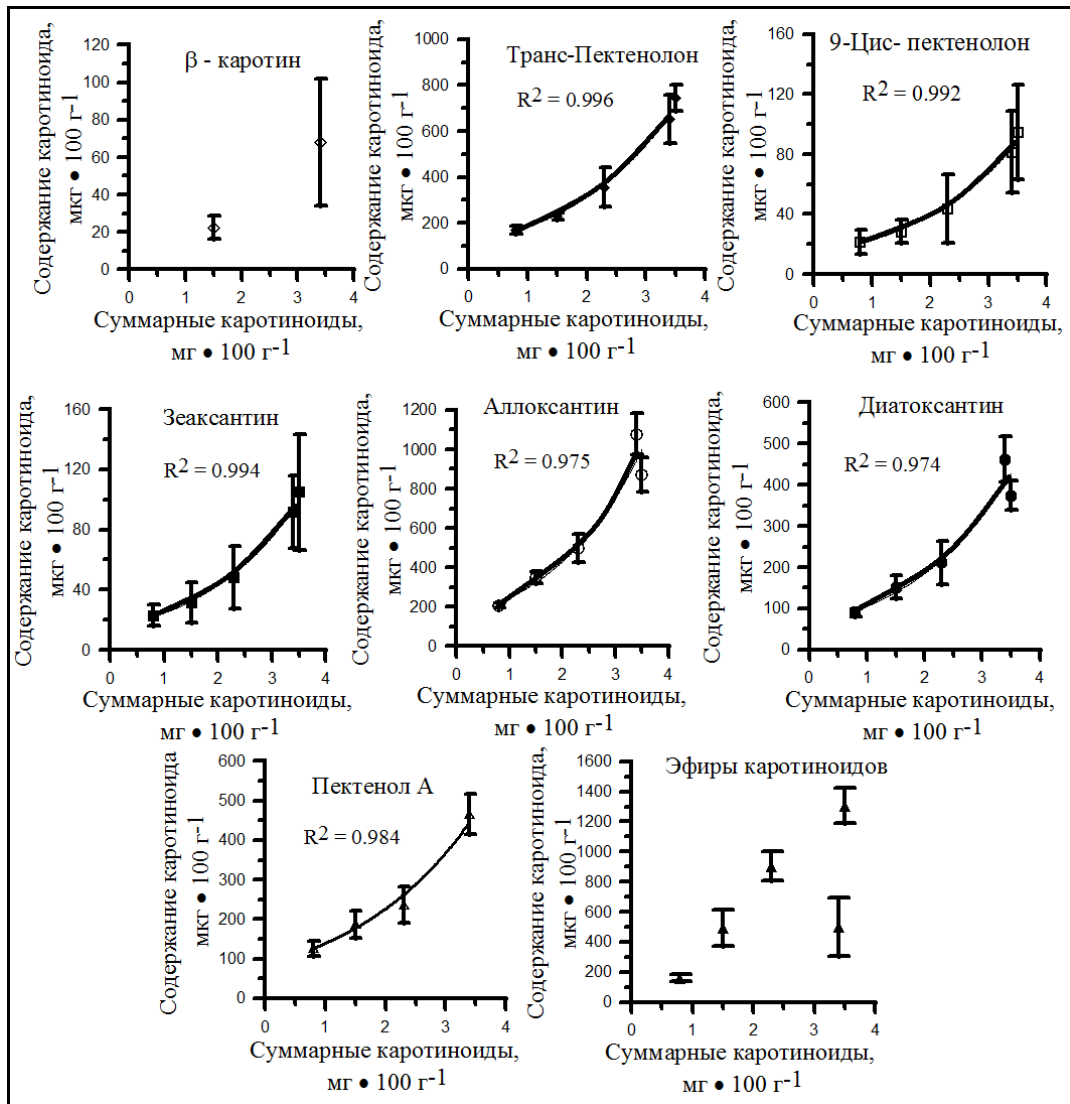 Содержание каротиноида,
мкг • 100 г-1
120
100
80
60
40
20
0
β - каротин
0 1 2 3 4
Суммарные каротиноиды,
мг • 100 г-1
Содержание каротиноида,
мкг • 100 г-1
1000
800
600
400
200
0
Транс-Пектенолон
R2 = 0.996
0 1 2 3 4
Суммарные каротиноиды,
мг • 100 г-1
Содержание каротиноида,
мкг • 100 г-1
160
120
80
40
0
9-Цис- пектенолон
R2 = 0.992
0 1 2 3 4
Суммарные каротиноиды,
мг • 100 г-1
Содержание каротиноида,
мкг • 100 г-1
160
120
80
40
0
Зеаксантин
R2 = 0.994
0 1 2 3 4
Суммарные каротиноиды,
мг • 100 г-1
Содержание каротиноида,
мкг • 100 г-1
1200
1000
800
600
400
200
0
Аллоксантин
R2 = 0.975
0 1 2 3 4
Суммарные каротиноиды,
мг • 100 г-1
Содержание каротиноида,
мкг • 100 г-1
600
500
400
300
200
100
0
Диатоксантин
R2 = 0.974
0 1 2 3 4
Суммарные каротиноиды,
мг • 100 г-1
Содержание каротиноида
мкг • 100 г-1
600
500
400
300
200
100
0
Пектенол А
R2 = 0.984
0 1 2 3 4 5
Суммарные каротиноиды,
мг • 100 г-1
Содержание каротиноида,
мкг • 100 г-1
1600
1400
1200
1000
800
600
400
200
0
Эфиры каротиноидов
0 1 2 3 4
Суммарные каротиноиды,
мг • 100 г-1